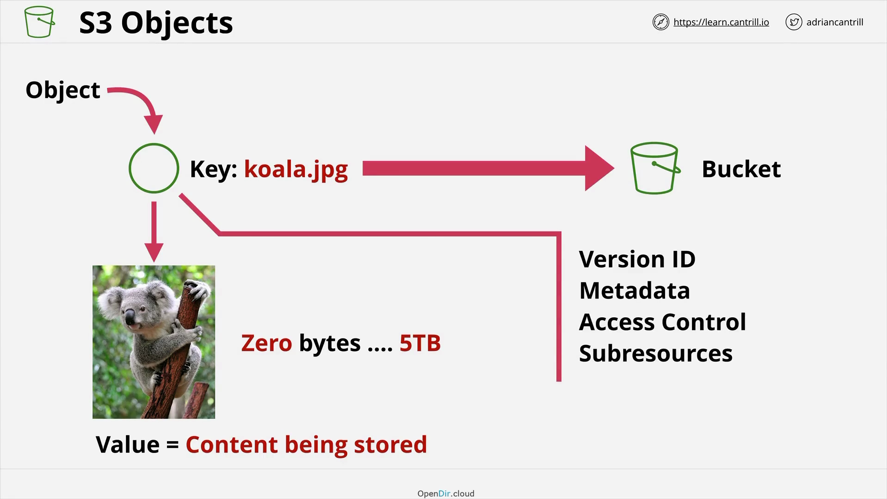 S3 Objects
https://learn.cantrill.io
adriancantrill
Object
Key: koala.jpg
Bucket
Version ID
Metadata
Access Control
Subresources
Zero bytes .... 5TB
Value = Content being stored
OpenDir.cloud